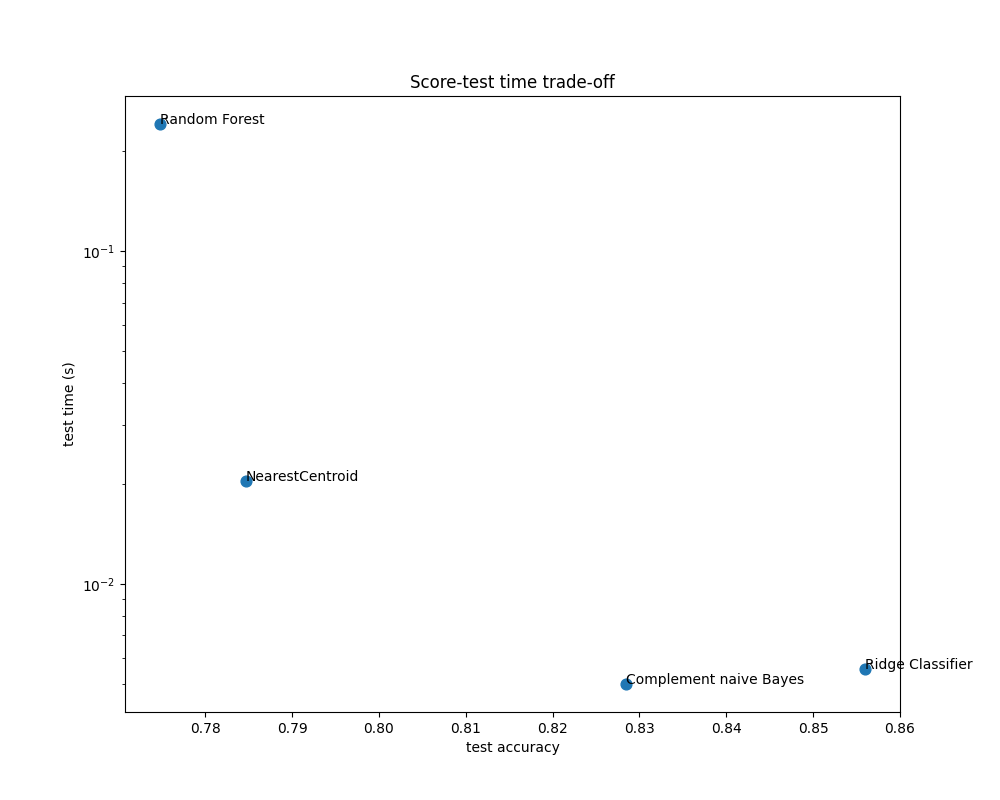 Score-test time trade-off
Random Forest
10⁻¹
test time (s)
NearestCentroid
10⁻²
Ridge Classifier
Complement naive Bayes
0.78 0.79 0.80 0.81 0.82 0.83 0.84 0.85 0.86
test accuracy